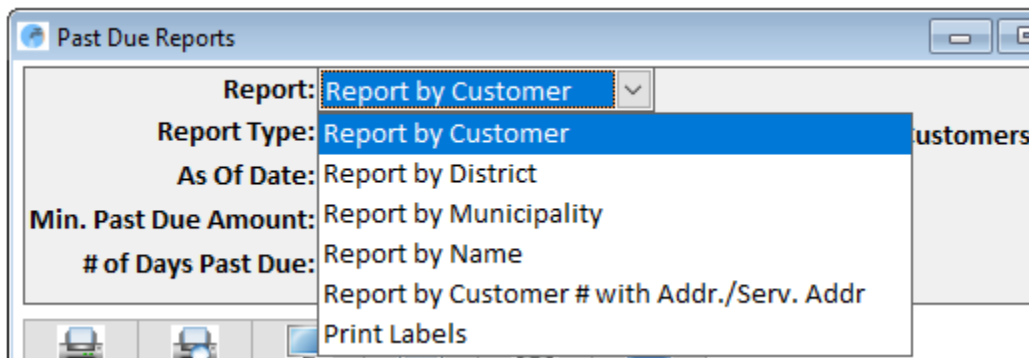 Past Due Reports
Report: Report by Customer
Report Type: Report by Customer
As Of Date: Report by District
Min. Past Due Amount: Report by Municipality
# of Days Past Due: Report by Name
Report by Customer # with Addr./Serv. Addr
Print Labels